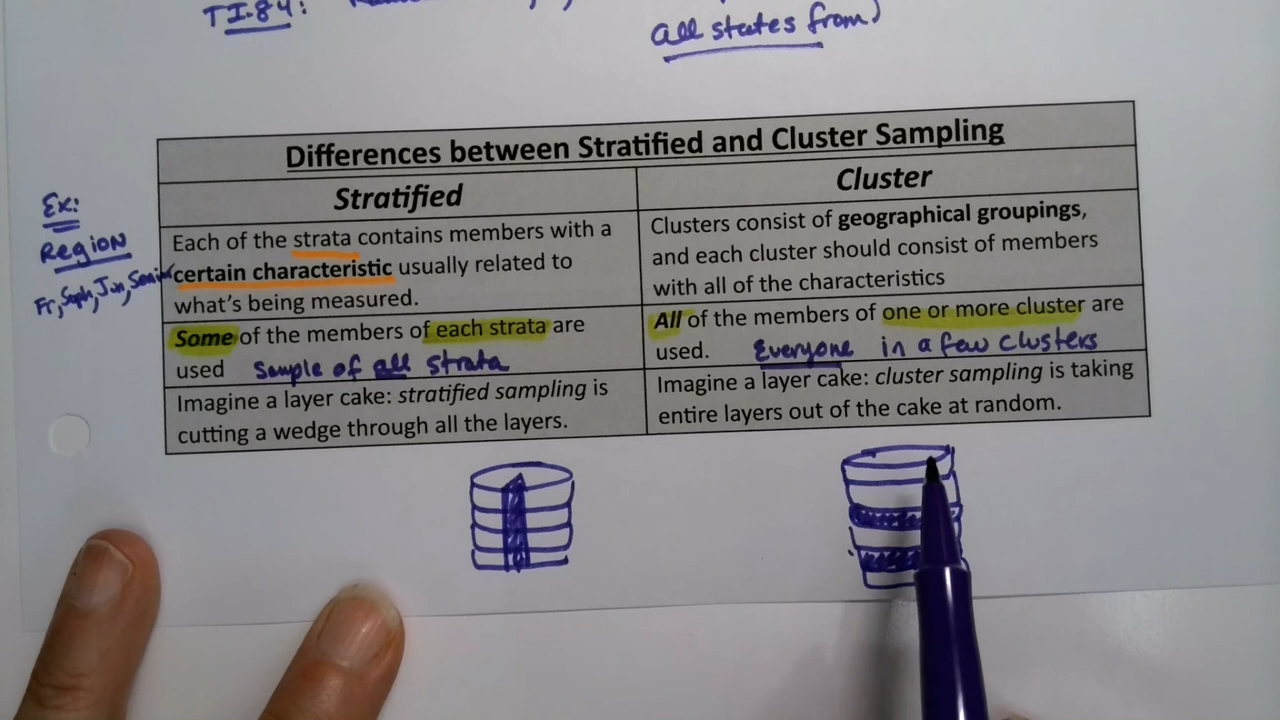 TI-84:
all states from)
Differences between Stratified and Cluster Sampling
Stratified
Cluster
Ex:
Region
Fr, Soph, Jun, Senior
Each of the strata contains members with a
certain characteristic usually related to
what's being measured.
Clusters consist of geographical groupings,
and each cluster should consist of members
with all of the characteristics
Some of the members of each strata are
used Sample of all strata
All of the members of one or more cluster are
used. Everyone in a few clusters
Imagine a layer cake: stratified sampling is
cutting a wedge through all the layers.
Imagine a layer cake: cluster sampling is taking
entire layers out of the cake at random.